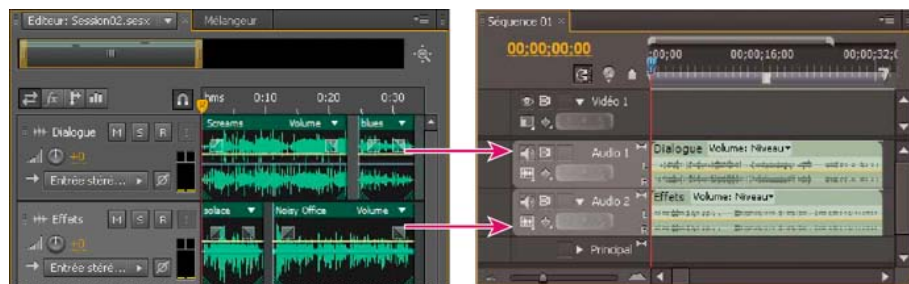 Editeur: Session02.sesx
Mélangeur
hms 0:10 0:20 0:30
Dialogue M S R I
+0
Entrée stéré...
Screams Volume
blues
Effets M S R I
+0
Entrée stéré...
solace
Noisy Office Volume
Séquence 01
00;00;00;00
;00;00 00;00;16;00 00;00;32;
Vidéo 1
Audio 1
Dialogue Volume: Niveau
Audio 2
Effets Volume: Niveau
Principal